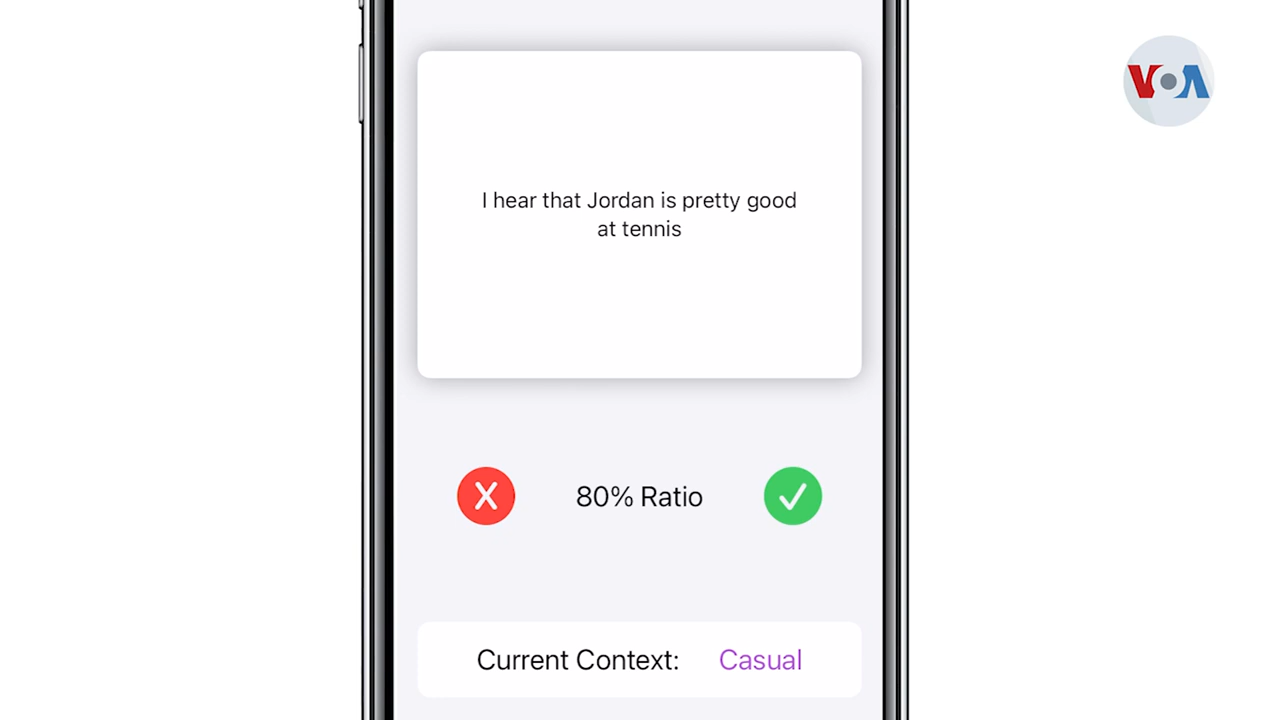 VOA
I hear that Jordan is pretty good
at tennis
80% Ratio
Current Context: Casual